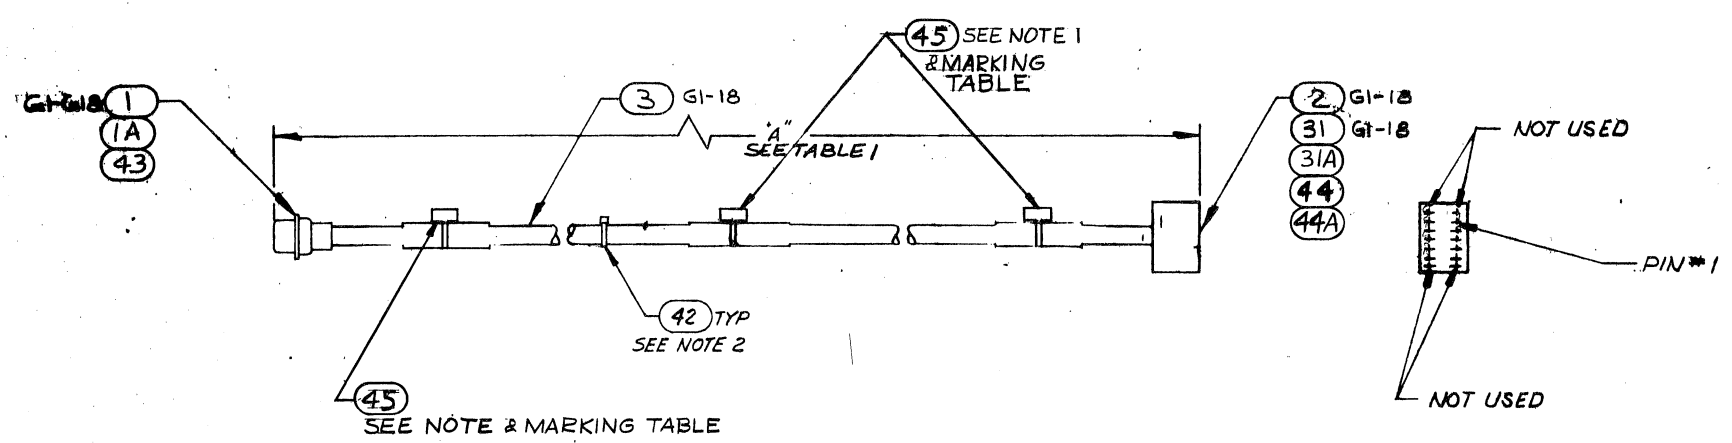 45 SEE NOTE 1
& MARKING
TABLE
G1-G18 1
1A
43
3 G1-18
"A"
SEE TABLE 1
2 G1-18
31 G1-18
31A
44
44A
NOT USED
PIN #1
NOT USED
42 TYP
SEE NOTE 2
45
SEE NOTE & MARKING TABLE